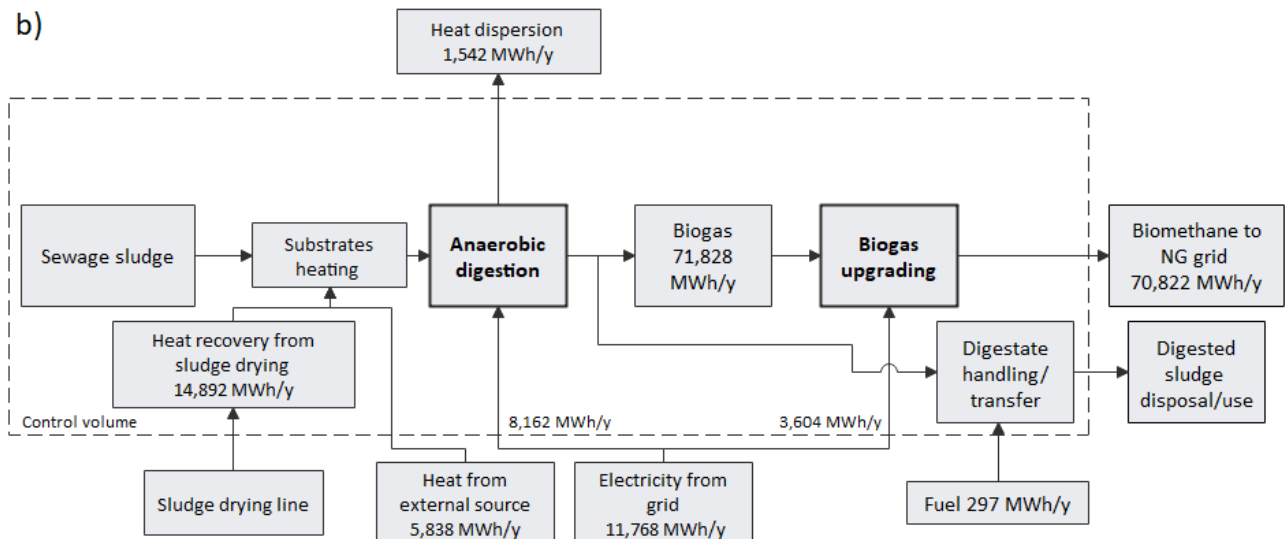 b)
Heat dispersion
1,542 MWh/y
Sewage sludge
Substrates
heating
Anaerobic
digestion
Biogas
71,828
MWh/y
Biogas
upgrading
Biomethane to
NG grid
70,822 MWh/y
Heat recovery from
sludge drying
14,892 MWh/y
Digestate
handling/
transfer
Digested
sludge
disposal/use
Control volume
8,162 MWh/y
3,604 MWh/y
Sludge drying line
Heat from
external source
5,838 MWh/y
Electricity from
grid
11,768 MWh/y
Fuel 297 MWh/y